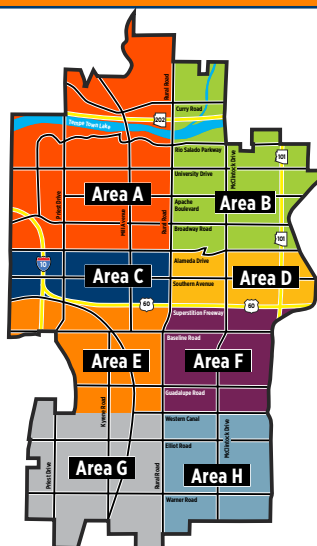 Rural Road
Curry Road
202
Tempe Town Lake
Rio Salado Parkway
McClintock Drive
101
University Drive
Priest Drive
Area A
Mill Avenue
Rural Road
Apache
Boulevard
Area B
Broadway Road
101
Alameda Drive
10
Area C
Area D
Southern Avenue
60
60
Superstition Freeway
Baseline Road
Area E
Area F
Guadalupe Road
Kyrene Road
Western Canal
McClintock Drive
Elliot Road
Priest Drive
Area G
Rural Road
Area H
Warner Road